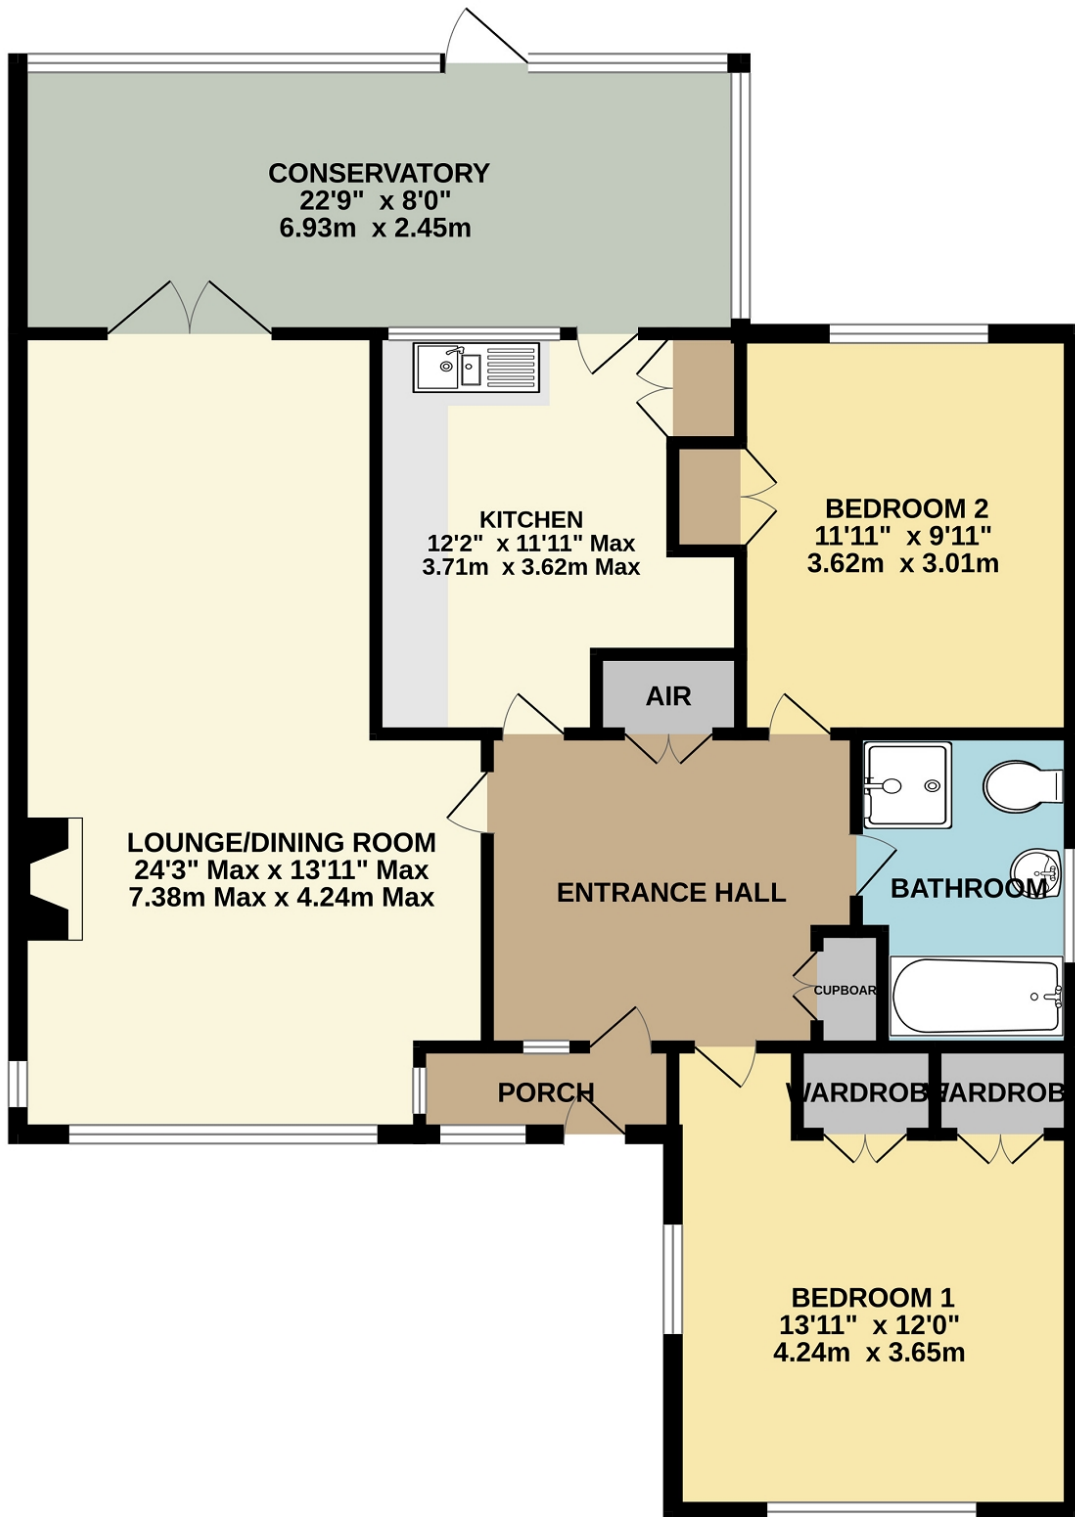 CONSERVATORY
22'9" x 8'0"
6.93m x 2.45m
KITCHEN
12'2" x 11'11" Max
3.71m x 3.62m Max
BEDROOM 2
11'11" x 9'11"
3.62m x 3.01m
AIR
LOUNGE/DINING ROOM
24'3" Max x 13'11" Max
7.38m Max x 4.24m Max
ENTRANCE HALL
BATHROOM
CUPBOAR
PORCH
WARDROBE
WARDROB
BEDROOM 1
13'11" x 12'0"
4.24m x 3.65m